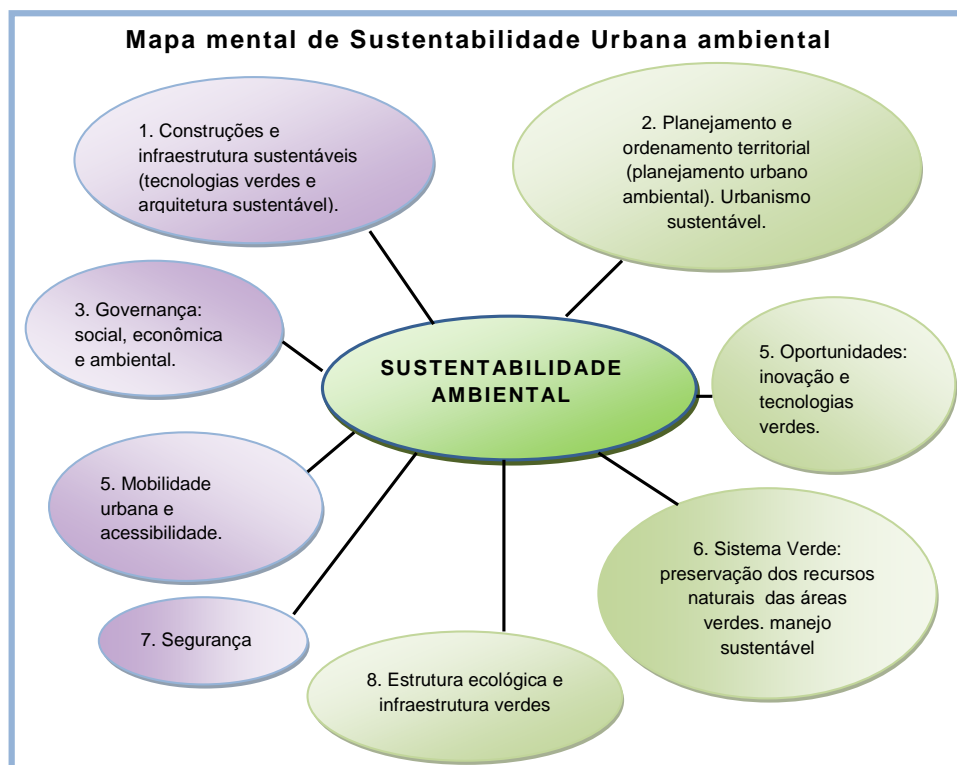 Mapa mental de Sustentabilidade Urbana ambiental
1. Construções e
infraestrutura sustentáveis
(tecnologias verdes e
arquitetura sustentável).
2. Planejamento e
ordenamento territorial
(planejamento urbano
ambiental). Urbanismo
sustentável.
3. Governança:
social, econômica
e ambiental.
SUSTENTABILIDADE
AMBIENTAL
5. Oportunidades:
inovação e
tecnologias
verdes.
5. Mobilidade
urbana e
acessibilidade.
6. Sistema Verde:
preservação dos recursos
naturais das áreas
verdes. manejo
sustentável
7. Segurança
8. Estrutura ecológica e
infraestrutura verdes